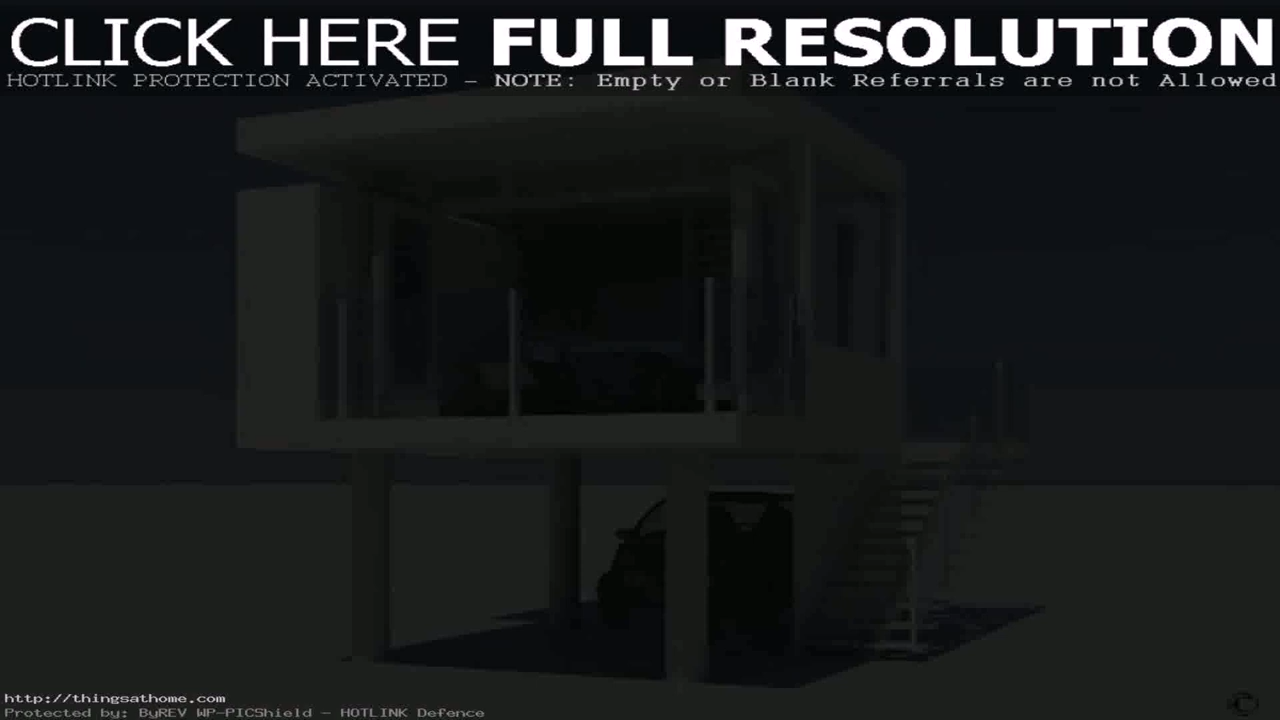 CLICK HERE FULL RESOLUTION
HOTLINK PROTECTION ACTIVATED – NOTE: Empty or Blank Referrals are not Allowed
http://thingsathome.com
Protected by: ByREV WP-PICShield – HOTLINK Defence